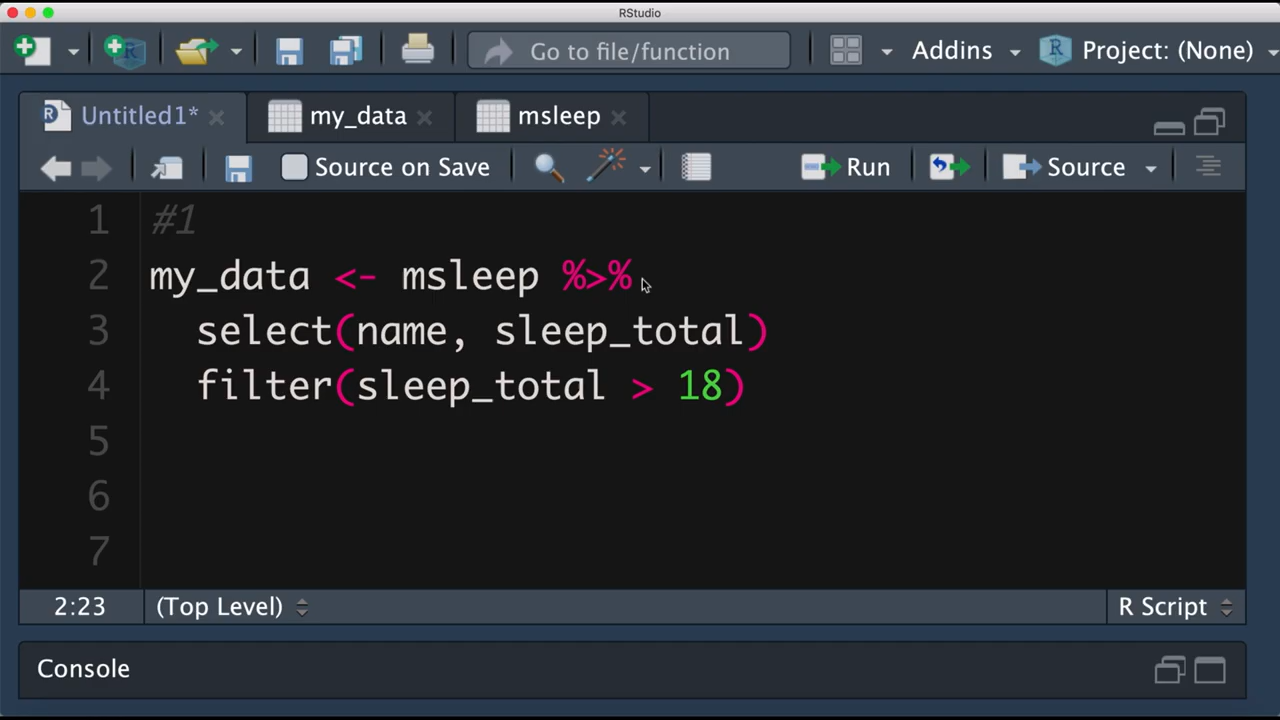 RStudio
Go to file/function Addins Project: (None)
Untitled1* my_data msleep
Source on Save Run Source
1 #1
2 my_data <- msleep %>%
3 select(name, sleep_total)
4 filter(sleep_total > 18)
5
6
7
2:23 (Top Level) R Script
Console